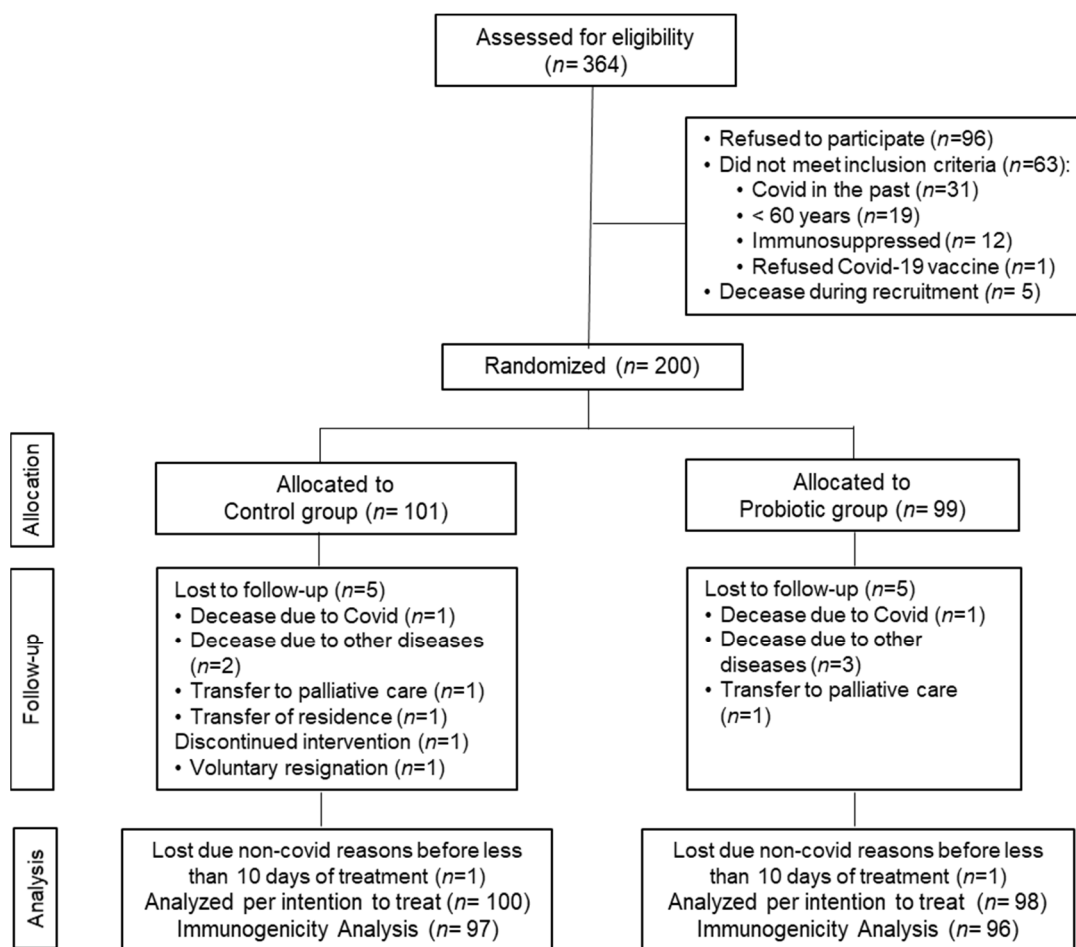 Assessed for eligibility
(n= 364)
• Refused to participate (n=96)
• Did not meet inclusion criteria (n=63):
• Covid in the past (n=31)
• < 60 years (n=19)
• Immunosuppressed (n= 12)
• Refused Covid-19 vaccine (n=1)
• Decease during recruitment (n= 5)
Randomized (n= 200)
Allocation
Allocated to
Control group (n= 101)
Allocated to
Probiotic group (n= 99)
Follow-up
Lost to follow-up (n=5)
• Decease due to Covid (n=1)
• Decease due to other diseases
(n=2)
• Transfer to palliative care (n=1)
• Transfer of residence (n=1)
Discontinued intervention (n=1)
• Voluntary resignation (n=1)
Lost to follow-up (n=5)
• Decease due to Covid (n=1)
• Decease due to other
diseases (n=3)
• Transfer to palliative care
(n=1)
Analysis
Lost due non-covid reasons before less
than 10 days of treatment (n=1)
Analyzed per intention to treat (n= 100)
Immunogenicity Analysis (n= 97)
Lost due non-covid reasons before less
than 10 days of treatment (n=1)
Analyzed per intention to treat (n= 98)
Immunogenicity Analysis (n= 96)